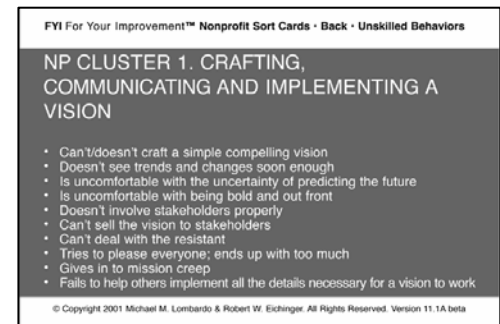 FYI For Your Improvement™ Nonprofit Sort Cards • Back • Unskilled Behaviors
NP CLUSTER 1. CRAFTING,
COMMUNICATING AND IMPLEMENTING A
VISION
• Can't/doesn't craft a simple compelling vision
• Doesn't see trends and changes soon enough
• Is uncomfortable with the uncertainty of predicting the future
• Is uncomfortable with being bold and out front
• Doesn't involve stakeholders properly
• Can't sell the vision to stakeholders
• Can't deal with the resistant
• Tries to please everyone; ends up with too much
• Gives in to mission creep
• Fails to help others implement all the details necessary for a vision to work
© Copyright 2001 Michael M. Lombardo & Robert W. Eichinger. All Rights Reserved. Version 11.1A beta